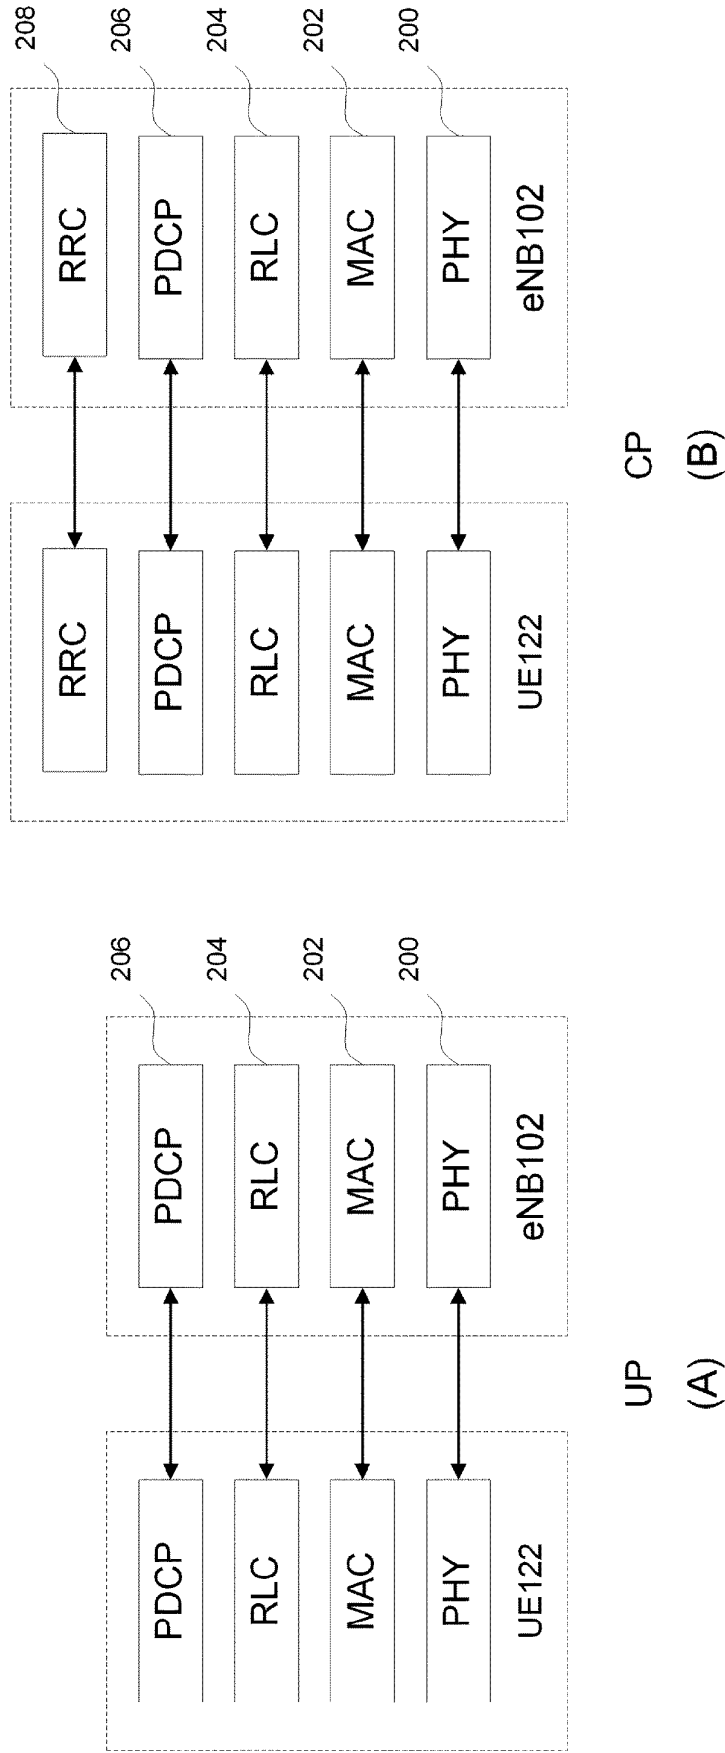 PDCP
PDCP
206
RLC
RLC
204
MAC
MAC
202
PHY
PHY
200
UE122
eNB102
UP
(A)
RRC
RRC
208
PDCP
PDCP
206
RLC
RLC
204
MAC
MAC
202
PHY
PHY
200
UE122
eNB102
CP
(B)